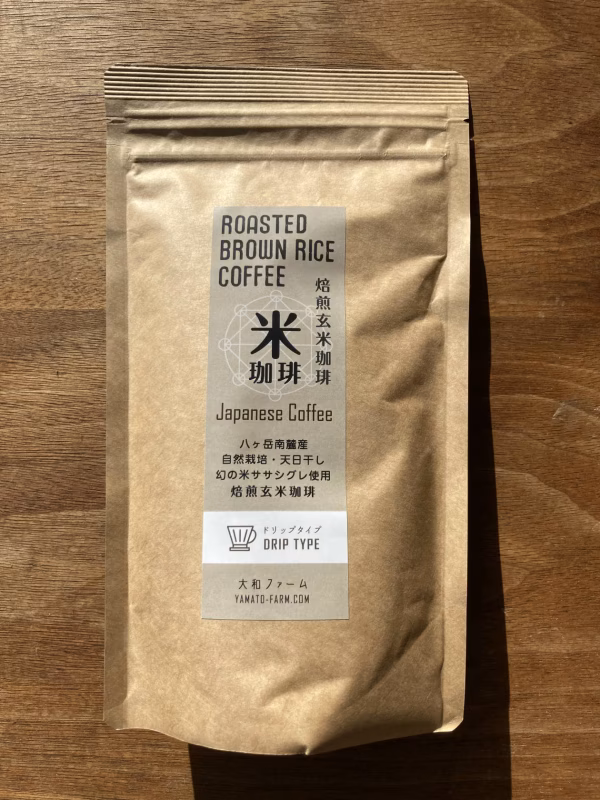 ROASTED
BROWN RICE
COFFEE
焙煎玄米珈琲
米
珈琲
Japanese Coffee
八ヶ岳南麓産
自然栽培・天日干し
幻の米ササシグレ使用
焙煎玄米珈琲
ドリップタイプ
DRIP TYPE
大和ファーム
YAMATO-FARM.COM